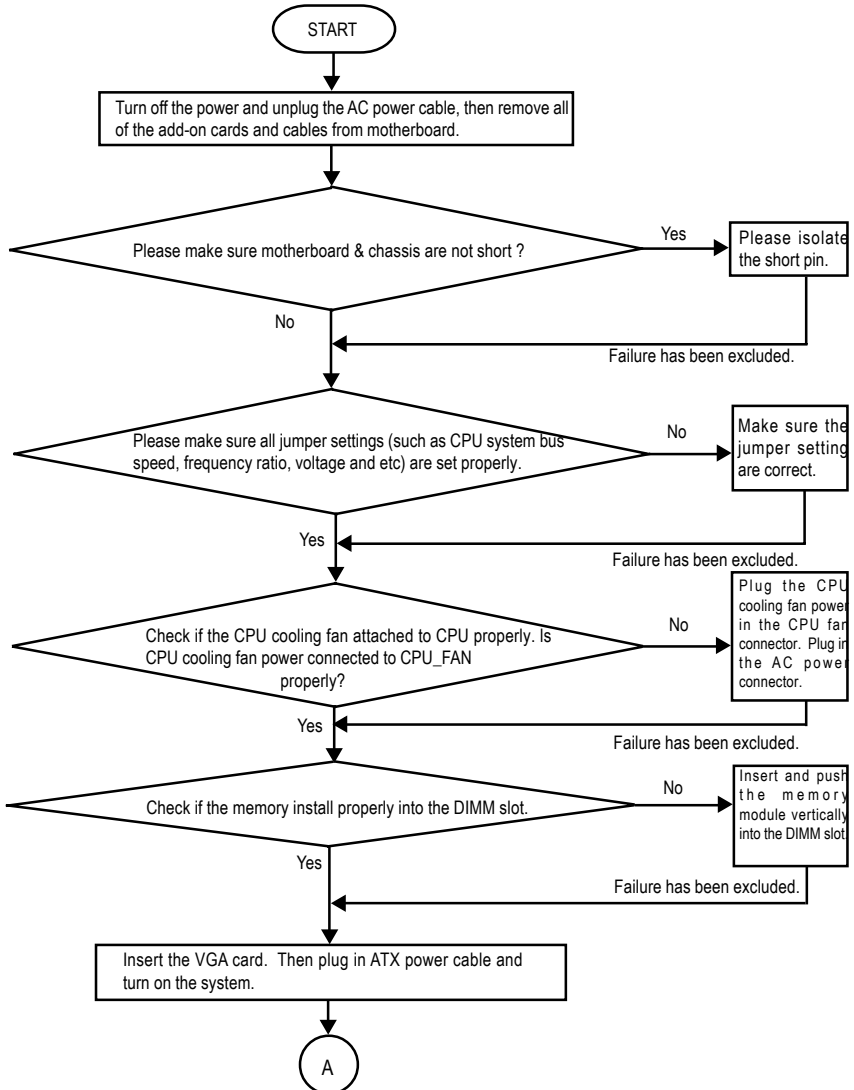 START
Turn off the power and unplug the AC power cable, then remove all
of the add-on cards and cables from motherboard.
Please make sure motherboard & chassis are not short ?
Yes
Please isolate
the short pin.
No
Failure has been excluded.
Please make sure all jumper settings (such as CPU system bus
speed, frequency ratio, voltage and etc) are set properly.
No
Make sure the
jumper setting
are correct.
Yes
Failure has been excluded.
Check if the CPU cooling fan attached to CPU properly. Is
CPU cooling fan power connected to CPU_FAN
properly?
No
Plug the CPU
cooling fan power
in the CPU fan
connector. Plug in
the AC power
connector.
Yes
Failure has been excluded.
Check if the memory install properly into the DIMM slot.
No
Insert and push
the memory
module vertically
into the DIMM slot.
Yes
Failure has been excluded.
Insert the VGA card. Then plug in ATX power cable and
turn on the system.
A